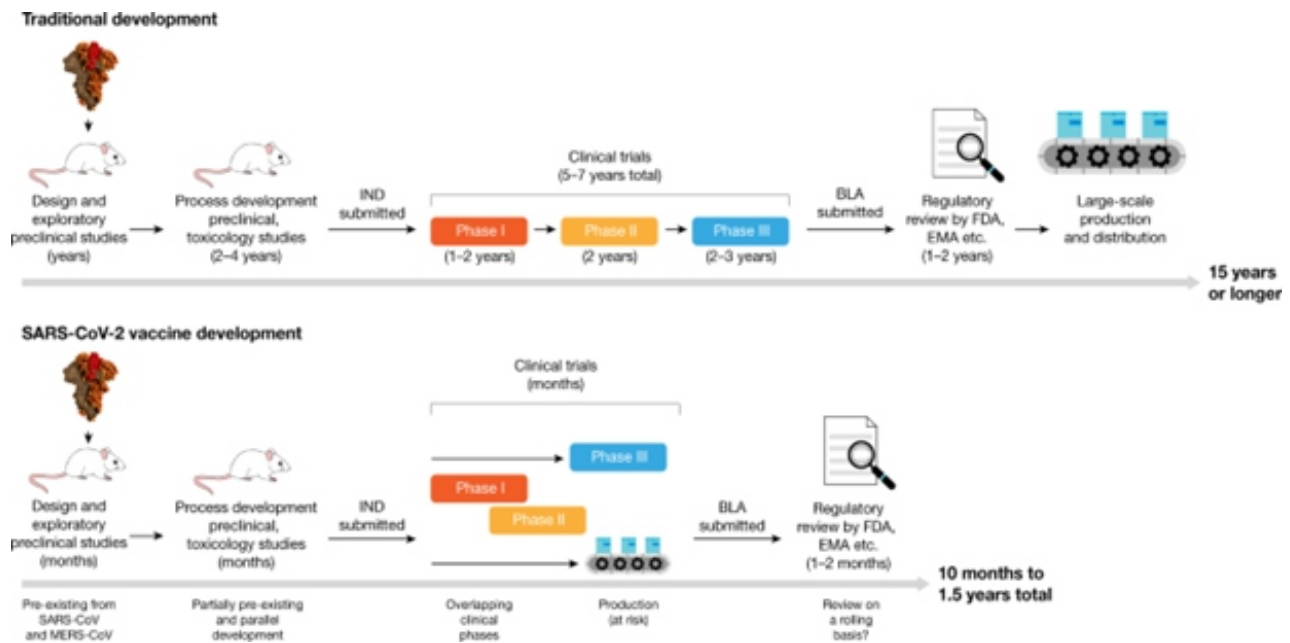 Traditional development
Design and
exploratory
preclinical studies
(years)
Process development
preclinical,
toxicology studies
(2–4 years)
IND
submitted
Clinical trials
(5–7 years total)
Phase I
(1–2 years)
Phase II
(2 years)
Phase III
(2–3 years)
BLA
submitted
Regulatory
review by FDA,
EMA etc.
(1–2 years)
Large-scale
production
and distribution
15 years
or longer
SARS-CoV-2 vaccine development
Design and
exploratory
preclinical studies
(months)
Process development
preclinical,
toxicology studies
(months)
IND
submitted
Clinical trials
(months)
Phase III
Phase I
Phase II
BLA
submitted
Regulatory
review by FDA,
EMA etc.
(1–2 months)
10 months to
1.5 years total
Pre-existing from
SARS-CoV
and MERS-CoV
Partially pre-existing
and parallel
development
Overlapping
clinical
phases
Production
(at risk)
Review on
a rolling
basis?